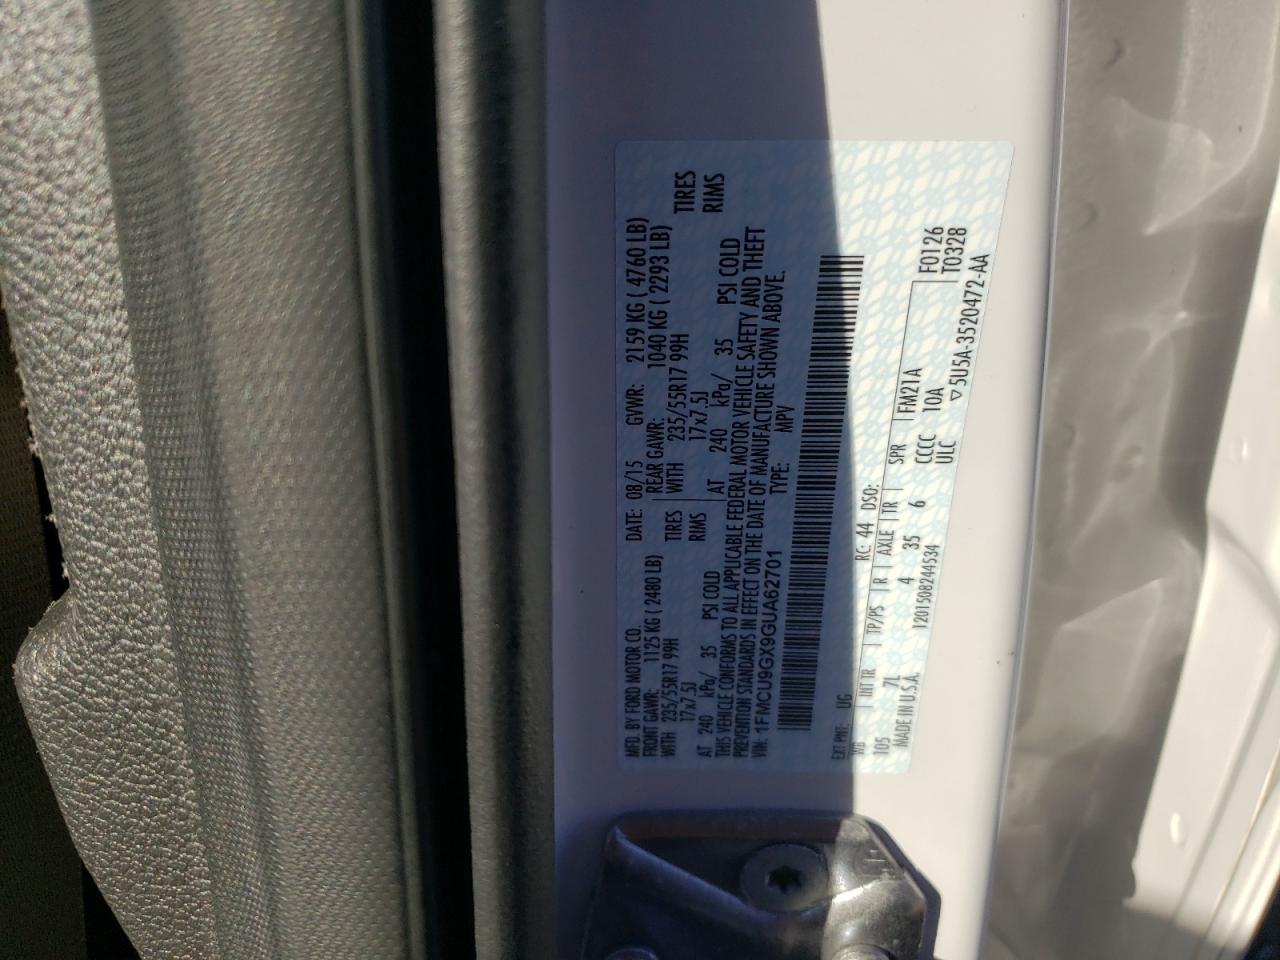 MFD. BY FORD MOTOR CO. DATE: 08/15 GVWR: 2159 KG ( 4760 LB)
FRONT GAWR: 1125 KG ( 2480 LB) REAR GAWR: 1040 KG ( 2293 LB)
WITH 235/55R17 99H TIRES WITH 235/55R17 99H TIRES
17x7.5J RIMS 17x7.5J RIMS
AT 240 kPa/ 35 PSI COLD AT 240 kPa/ 35 PSI COLD
THIS VEHICLE CONFORMS TO ALL APPLICABLE FEDERAL MOTOR VEHICLE SAFETY AND THEFT
PREVENTION STANDARDS IN EFFECT ON THE DATE OF MANUFACTURE SHOWN ABOVE.
VIN: 1FMCU9GX9GUA62701 TYPE: MPV
EXT PNT: UG RC: 44 DSO:
WB INT TR TP/PS R AXLE TR SPR FM21A F0126
105 7L 4 35 6 CCCC 10A T0328
MADE IN U.S.A. 1201508244534 ULC ▽5U5A-3520472-AA